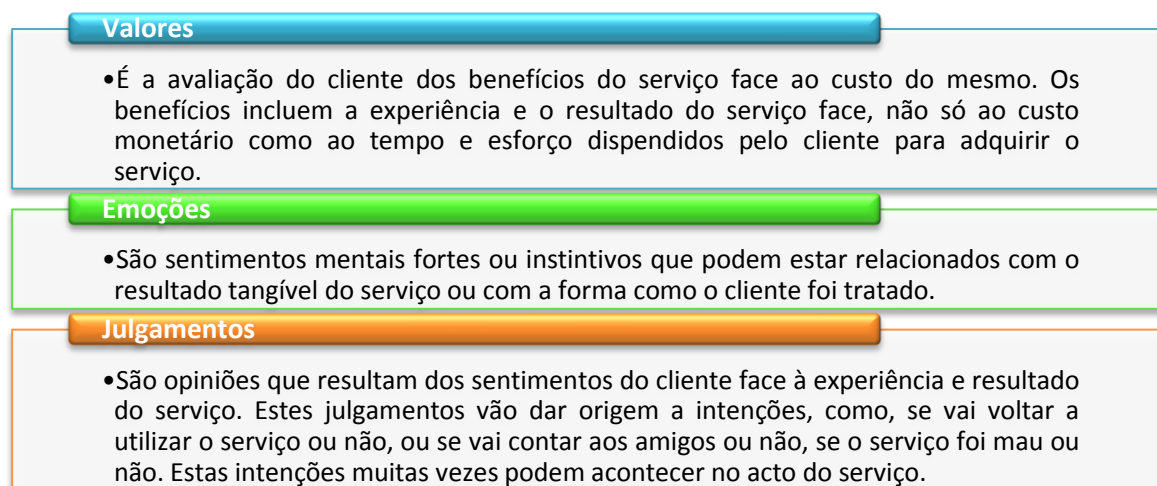 Valores
•É a avaliação do cliente dos benefícios do serviço face ao custo do mesmo. Os
benefícios incluem a experiência e o resultado do serviço face, não só ao custo
monetário como ao tempo e esforço dispendidos pelo cliente para adquirir o
serviço.
Emoções
•São sentimentos mentais fortes ou instintivos que podem estar relacionados com o
resultado tangível do serviço ou com a forma como o cliente foi tratado.
Julgamentos
•São opiniões que resultam dos sentimentos do cliente face à experiência e resultado
do serviço. Estes julgamentos vão dar origem a intenções, como, se vai voltar a
utilizar o serviço ou não, ou se vai contar aos amigos ou não, se o serviço foi mau ou
não. Estas intenções muitas vezes podem acontecer no acto do serviço.